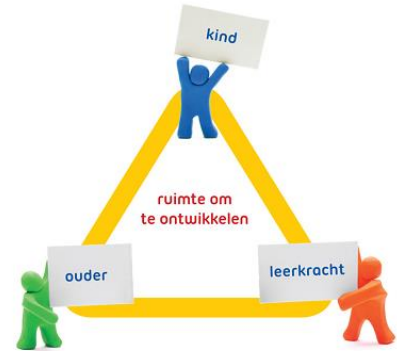 kind
ruimte om
te ontwikkelen
ouder
leerkracht